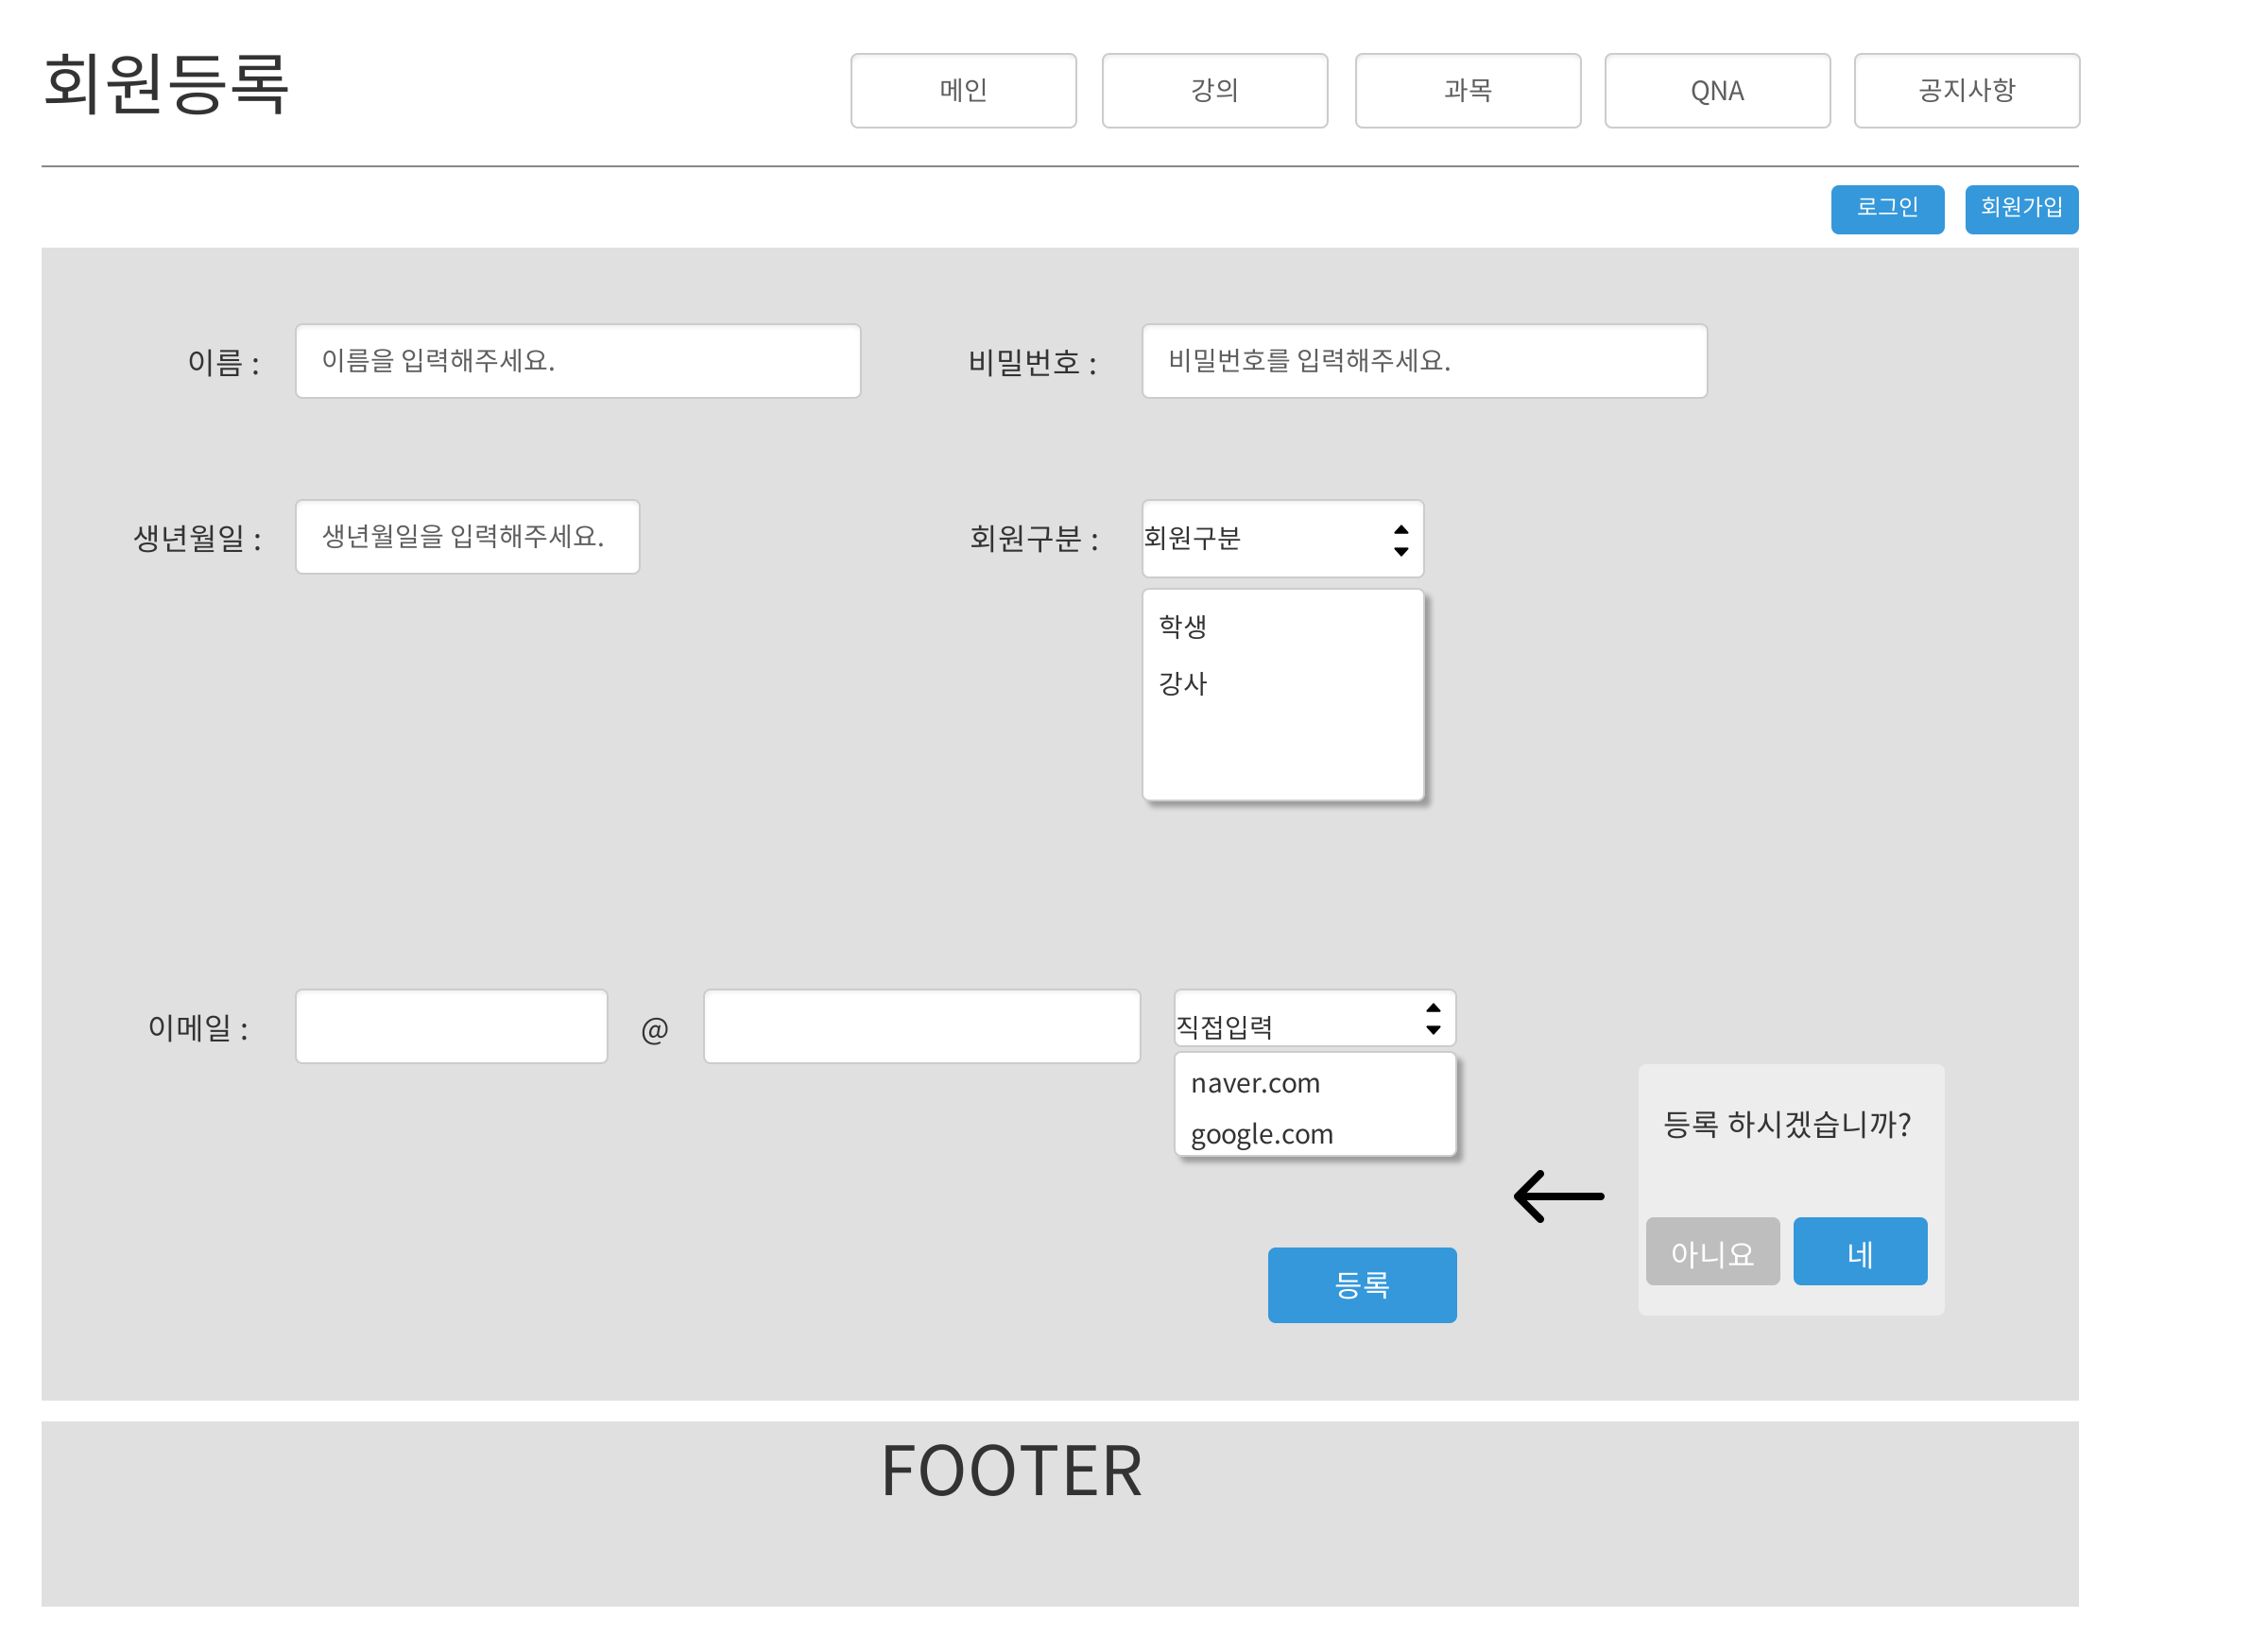 회원등록
메인 강의 과목 QNA 공지사항
로그인 회원가입
이름 : 이름을 입력해주세요. 비밀번호 : 비밀번호를 입력해주세요.
생년월일 : 생년월일을 입력해주세요. 회원구분 : 회원구분
학생
강사
이메일 : @ 직접입력
naver.com
google.com
등록 하시겠습니까?
아니요 네
등록
FOOTER